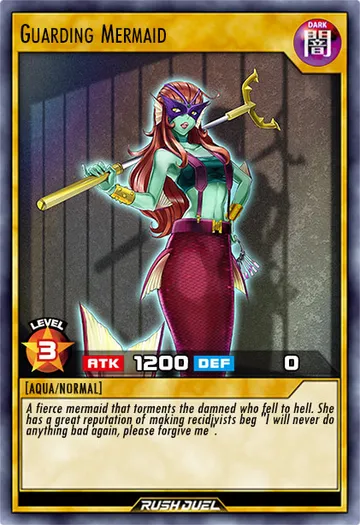 Guarding Mermaid
DARK
闇
LEVEL
3
ATK 1200 DEF 0
[AQUA/NORMAL]
A fierce mermaid that torments the damned who fell to hell. She
has a great reputation of making recidivists beg "I will never do
anything bad again, please forgive me".
RUSH DUEL